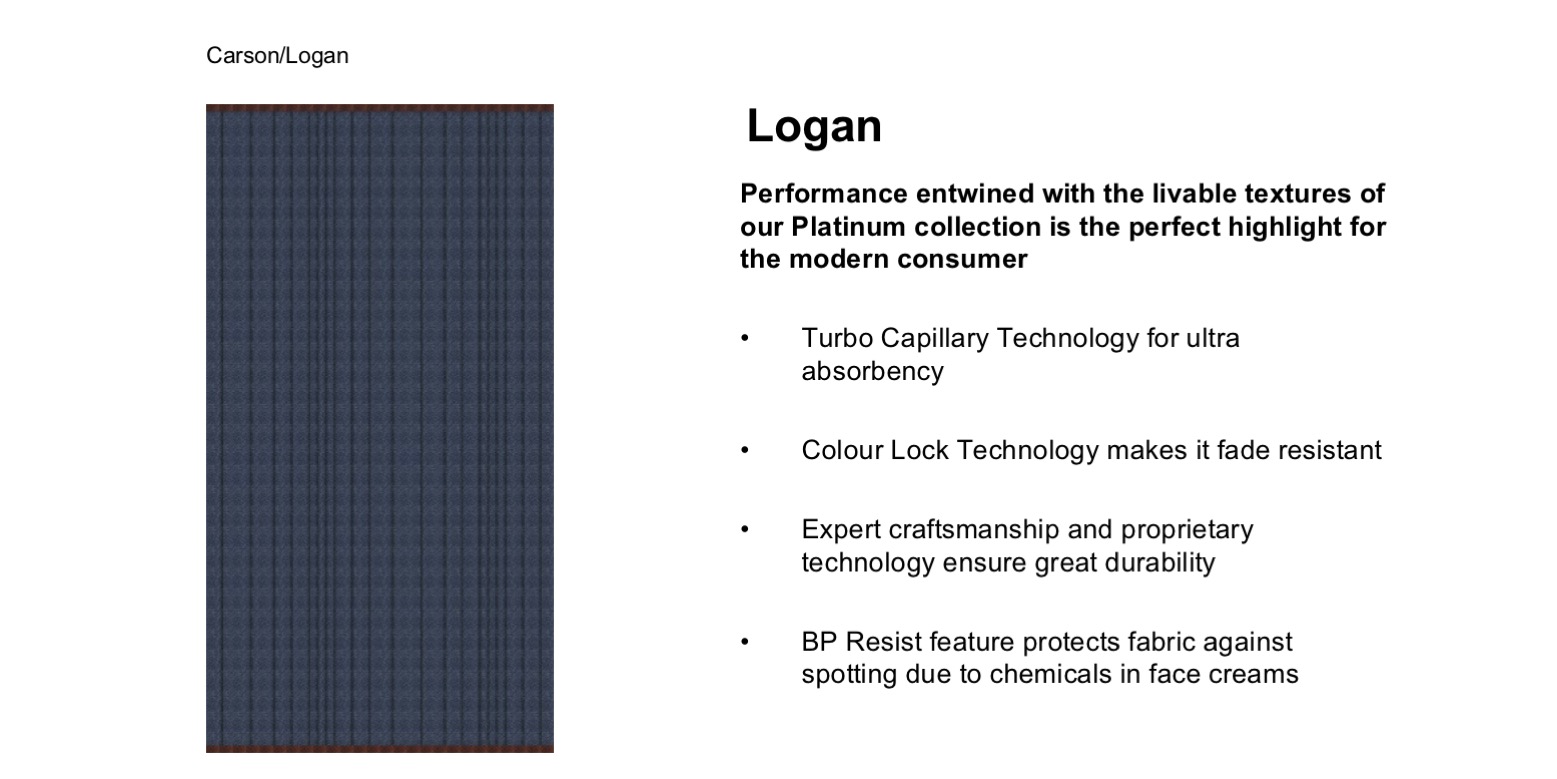 Carson/Logan
Logan
Performance entwined with the livable textures of
our Platinum collection is the perfect highlight for
the modern consumer
• Turbo Capillary Technology for ultra
absorbency
• Colour Lock Technology makes it fade resistant
• Expert craftsmanship and proprietary
technology ensure great durability
• BP Resist feature protects fabric against
spotting due to chemicals in face creams